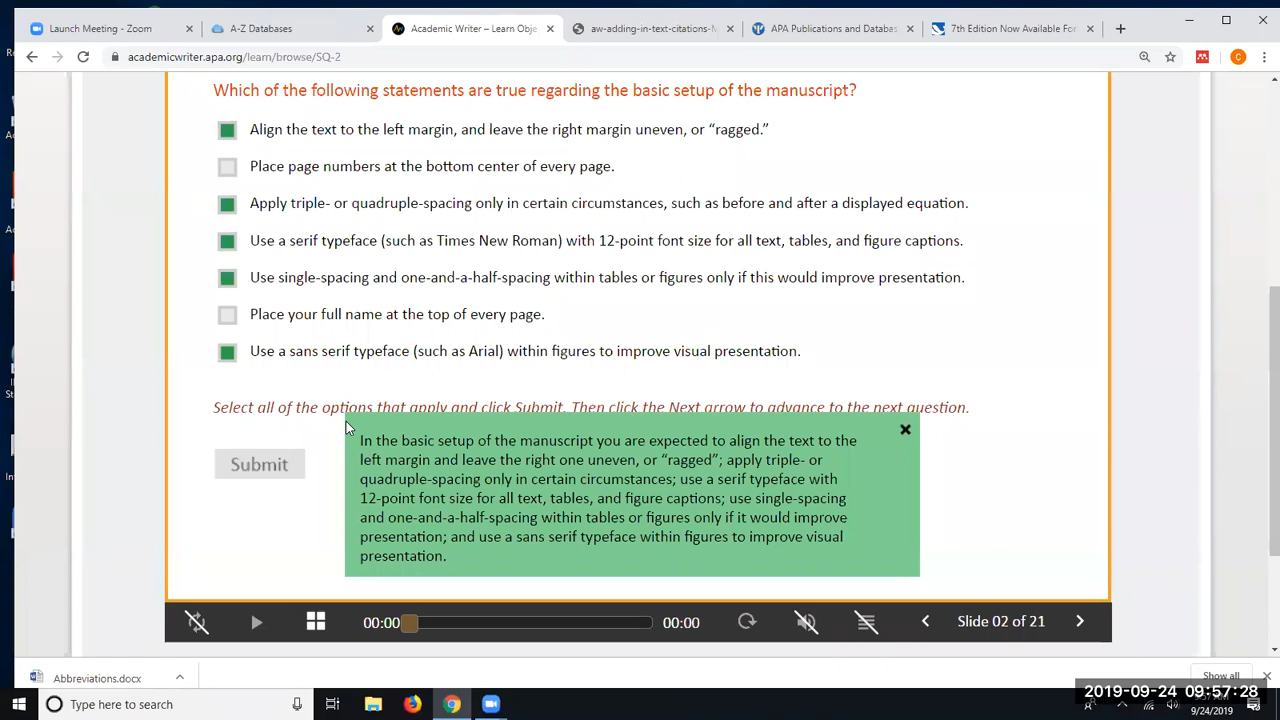 Launch Meeting - Zoom
A-Z Databases
Academic Writer – Learn Obje
aw-adding-in-text-citations-M
APA Publications and Databas
7th Edition Now Available For
academicwriter.apa.org/learn/browse/SQ-2
Which of the following statements are true regarding the basic setup of the manuscript?
Align the text to the left margin, and leave the right margin uneven, or “ragged.”
Place page numbers at the bottom center of every page.
Apply triple- or quadruple-spacing only in certain circumstances, such as before and after a displayed equation.
Use a serif typeface (such as Times New Roman) with 12-point font size for all text, tables, and figure captions.
Use single-spacing and one-and-a-half-spacing within tables or figures only if this would improve presentation.
Place your full name at the top of every page.
Use a sans serif typeface (such as Arial) within figures to improve visual presentation.
Select all of the options that apply and click Submit. Then click the Next arrow to advance to the next question.
Submit
In the basic setup of the manuscript you are expected to align the text to the
left margin and leave the right one uneven, or “ragged”; apply triple- or
quadruple-spacing only in certain circumstances; use a serif typeface with
12-point font size for all text, tables, and figure captions; use single-spacing
and one-and-a-half-spacing within tables or figures only if it would improve
presentation; and use a sans serif typeface within figures to improve visual
presentation.
00:00
00:00
Slide 02 of 21
Abbreviations.docx
Show all
Type here to search
2019-09-24 09:57:28
9/24/2019